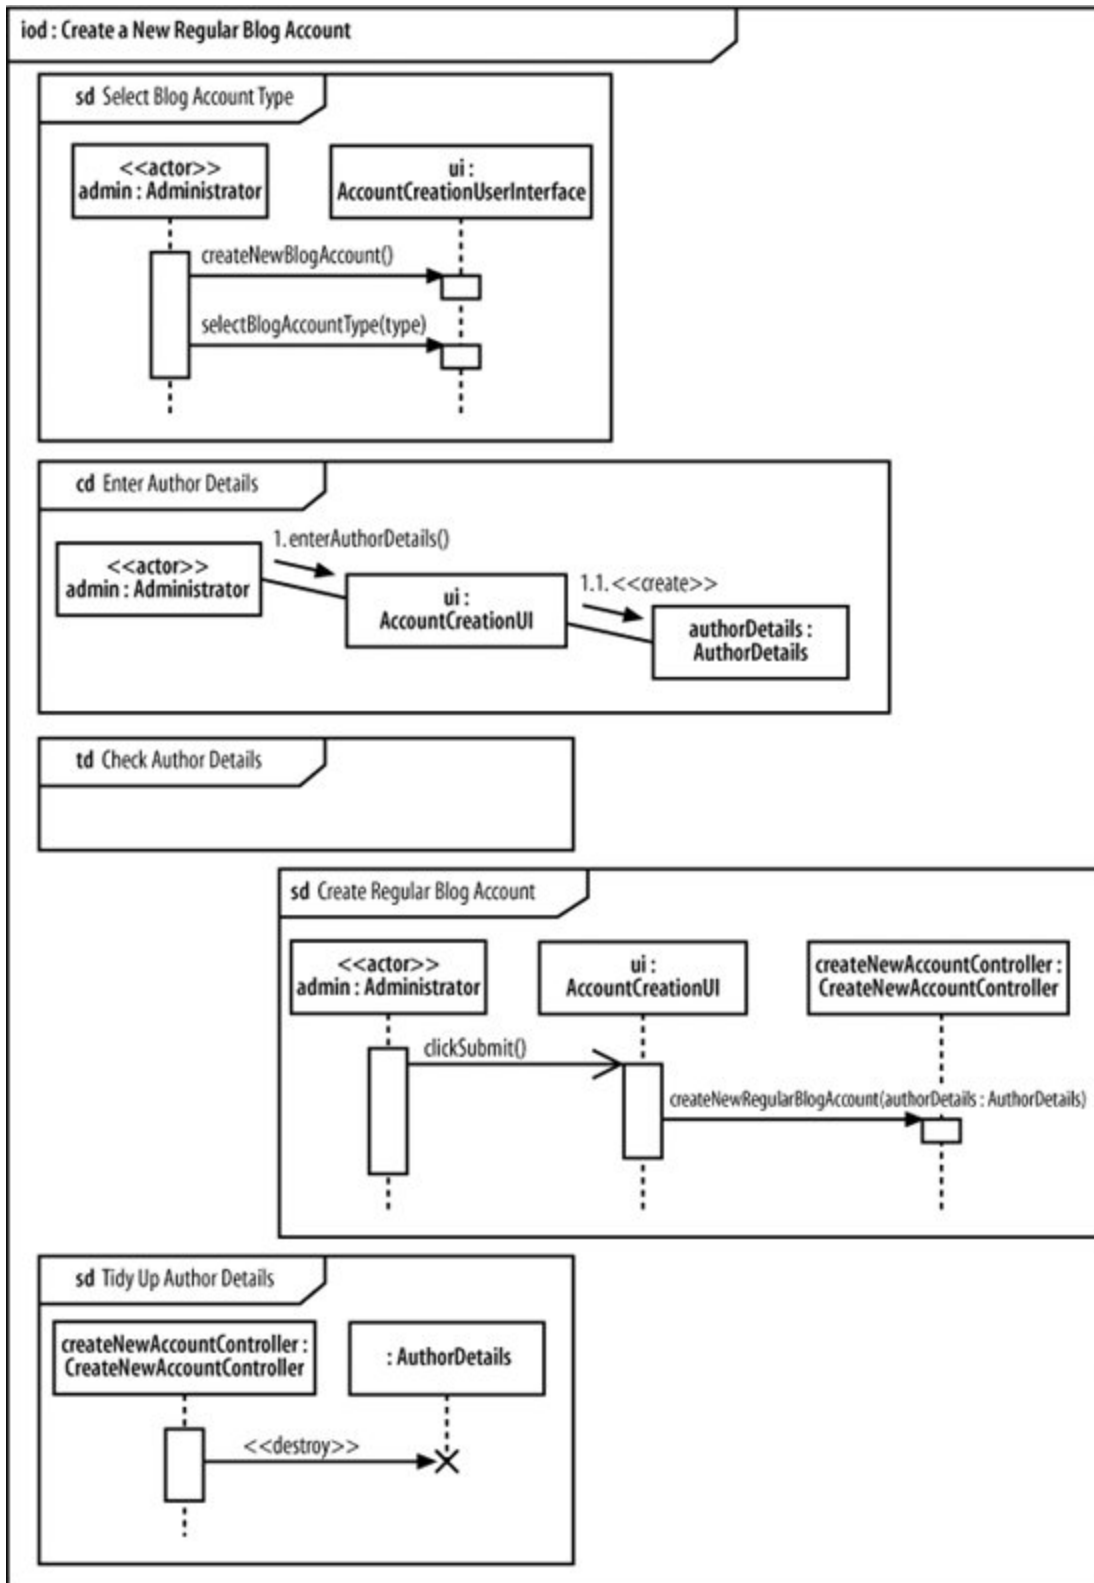 iod : Create a New Regular Blog Account
sd Select Blog Account Type
<<actor>>
admin : Administrator
ui :
AccountCreationUserInterface
createNewBlogAccount()
selectBlogAccountType(type)
cd Enter Author Details
<<actor>>
admin : Administrator
1. enterAuthorDetails()
ui :
AccountCreationUI
1.1. <<create>>
authorDetails :
AuthorDetails
td Check Author Details
sd Create Regular Blog Account
<<actor>>
admin : Administrator
ui :
AccountCreationUI
createNewAccountController :
CreateNewAccountController
clickSubmit()
createNewRegularBlogAccount(authorDetails : AuthorDetails)
sd Tidy Up Author Details
createNewAccountController :
CreateNewAccountController
: AuthorDetails
<<destroy>>